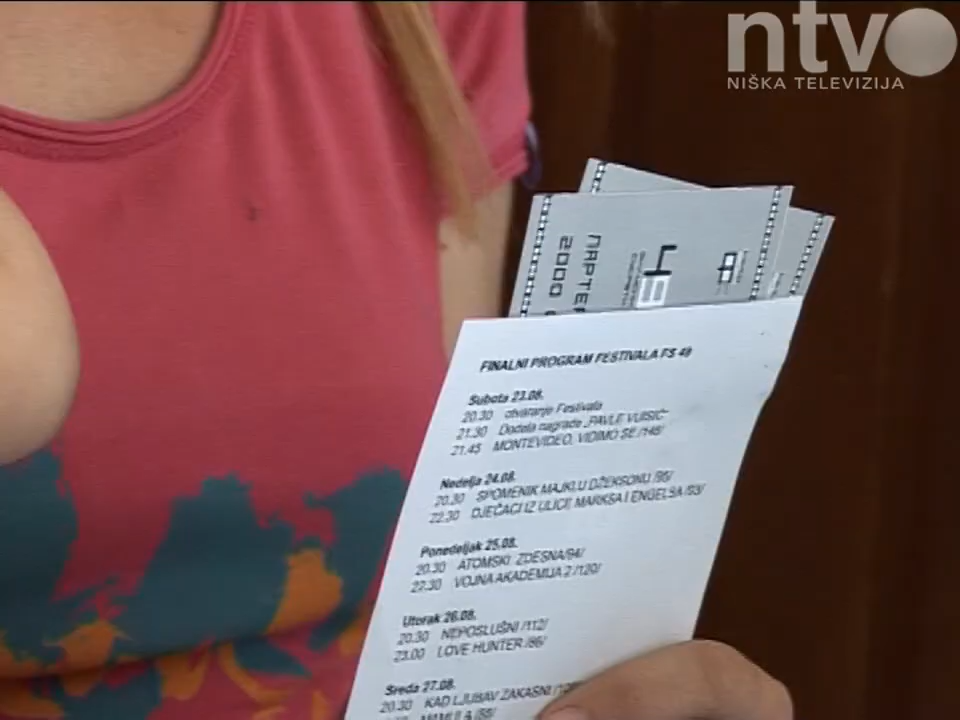 ntv
NIŠKA TELEVIZIJA
ПАРТЕР
2000
48
FINALNI PROGRAM FESTIVALA FS 49
Subota 23.08.
20.30 otvaranje Festivala
21.30 Dodela nagrade „PAVLE VUISIĆ“
21.45 MONTEVIDEO, VIDIMO SE /146/
Nedelja 24.08.
20.30 SPOMENIK MAJKLU DŽEKSONU /95/
22.30 DJEČACI IZ ULICE MARKSA I ENGELSA /93/
Ponedeljak 25.08.
20.30 ATOMSKI ZDESNA /94/
22.30 VOJNA AKADEMIJA 2 /120/
Utorak 26.08.
20.30 NEPOSLUŠNI /112/
23.00 LOVE HUNTER /86/
Sreda 27.08.
20.30 KAD LJUBAV ZAKASNI
MAMULA /88/